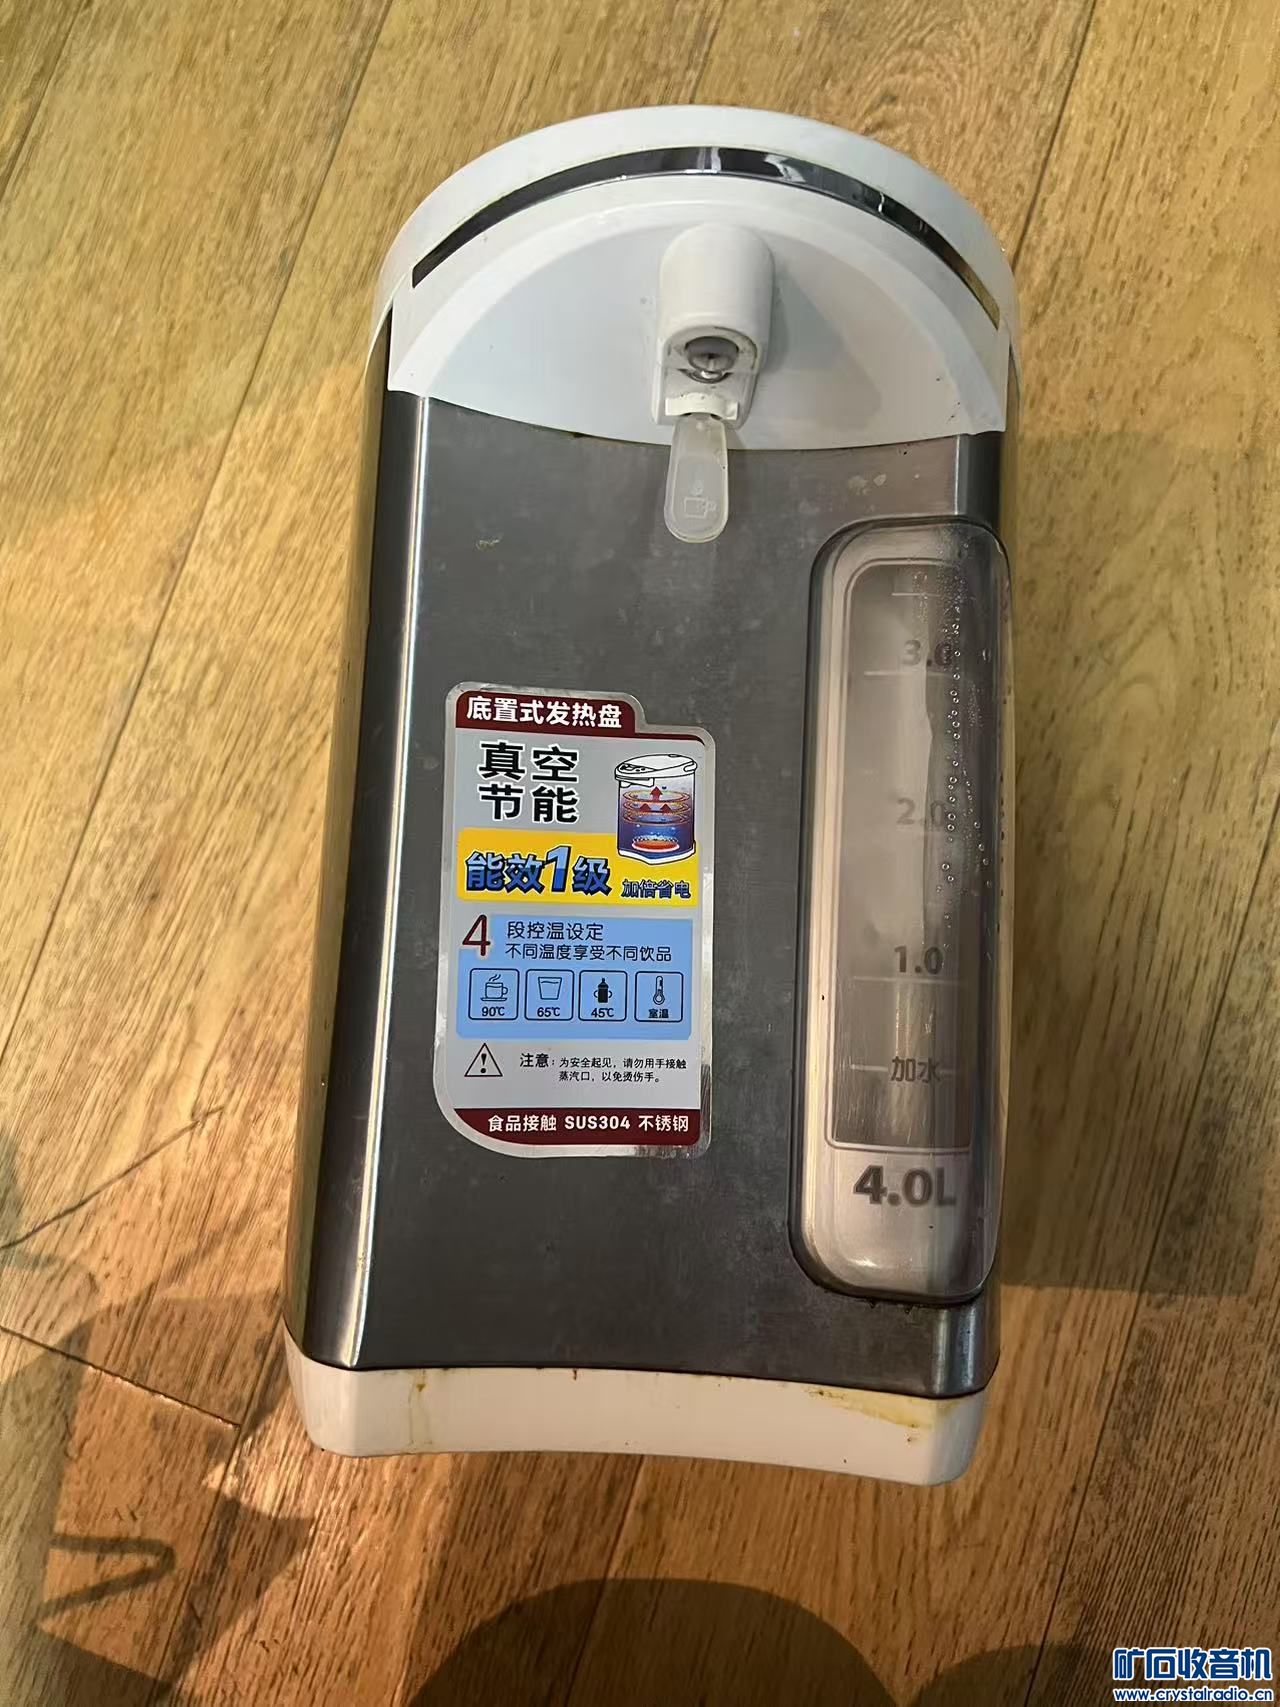 3.0
2.0
1.0
加水
4.0L
底置式发热盘
真空
节能
能效1级 加倍省电
4 段控温设定
不同温度享受不同饮品
90℃ 65℃ 45℃ 室温
注意：为安全起见，请勿用手接触
蒸汽口，以免烫伤手。
食品接触 SUS304 不锈钢
矿石收音机
www.crystalradio.cn